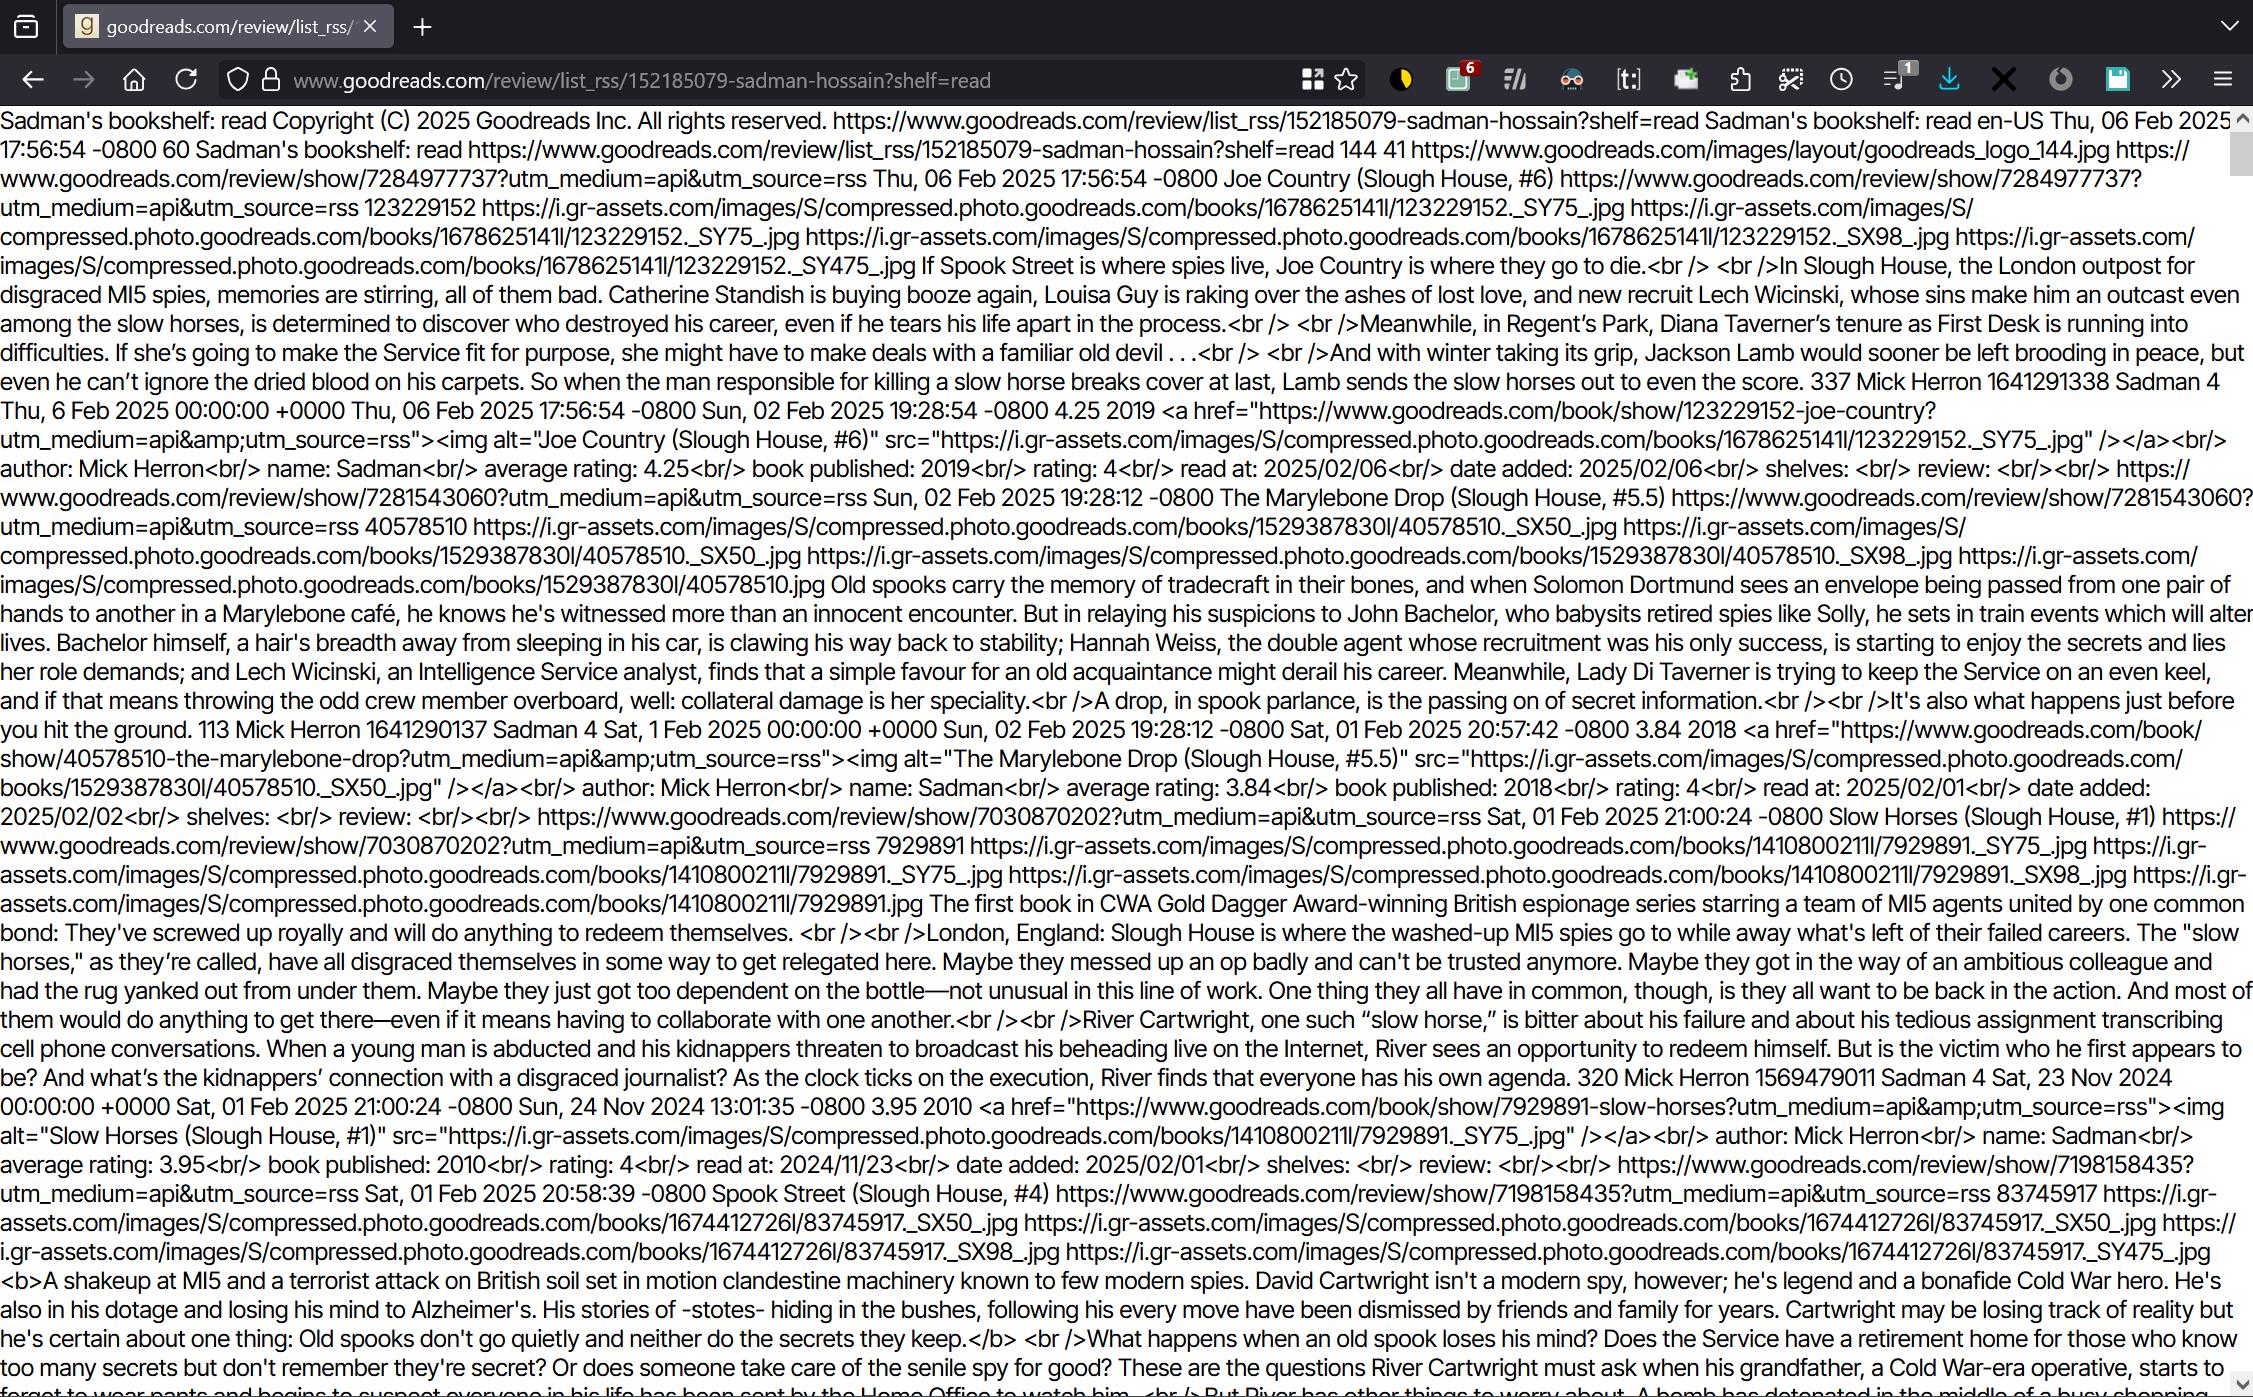 goodreads.com/review/list_rss/
www.goodreads.com/review/list_rss/152185079-sadman-hossain?shelf=read
6
1
Sadman's bookshelf: read Copyright (C) 2025 Goodreads Inc. All rights reserved. https://www.goodreads.com/review/list_rss/152185079-sadman-hossain?shelf=read Sadman's bookshelf: read en-US Thu, 06 Feb 2025
17:56:54 -0800 60 Sadman's bookshelf: read https://www.goodreads.com/review/list_rss/152185079-sadman-hossain?shelf=read 144 41 https://www.goodreads.com/images/layout/goodreads_logo_144.jpg https://
www.goodreads.com/review/show/7284977737?utm_medium=api&utm_source=rss Thu, 06 Feb 2025 17:56:54 -0800 Joe Country (Slough House, #6) https://www.goodreads.com/review/show/7284977737?
utm_medium=api&utm_source=rss 123229152 https://i.gr-assets.com/images/S/compressed.photo.goodreads.com/books/1678625141l/123229152._SY75_.jpg https://i.gr-assets.com/images/S/
compressed.photo.goodreads.com/books/1678625141l/123229152._SY75_.jpg https://i.gr-assets.com/images/S/compressed.photo.goodreads.com/books/1678625141l/123229152._SX98_.jpg https://i.gr-assets.com/
images/S/compressed.photo.goodreads.com/books/1678625141l/123229152._SY475_.jpg If Spook Street is where spies live, Joe Country is where they go to die.<br /> <br />In Slough House, the London outpost for
disgraced MI5 spies, memories are stirring, all of them bad. Catherine Standish is buying booze again, Louisa Guy is raking over the ashes of lost love, and new recruit Lech Wicinski, whose sins make him an outcast even
among the slow horses, is determined to discover who destroyed his career, even if he tears his life apart in the process.<br /> <br />Meanwhile, in Regent’s Park, Diana Taverner’s tenure as First Desk is running into
difficulties. If she’s going to make the Service fit for purpose, she might have to make deals with a familiar old devil . . .<br /> <br />And with winter taking its grip, Jackson Lamb would sooner be left brooding in peace, but
even he can’t ignore the dried blood on his carpets. So when the man responsible for killing a slow horse breaks cover at last, Lamb sends the slow horses out to even the score. 337 Mick Herron 1641291338 Sadman 4
Thu, 6 Feb 2025 00:00:00 +0000 Thu, 06 Feb 2025 17:56:54 -0800 Sun, 02 Feb 2025 19:28:54 -0800 4.25 2019 <a href="https://www.goodreads.com/book/show/123229152-joe-country?
utm_medium=api&amp;utm_source=rss"><img alt="Joe Country (Slough House, #6)" src="https://i.gr-assets.com/images/S/compressed.photo.goodreads.com/books/1678625141l/123229152._SY75_.jpg" /></a><br/>
author: Mick Herron<br/> name: Sadman<br/> average rating: 4.25<br/> book published: 2019<br/> rating: 4<br/> read at: 2025/02/06<br/> date added: 2025/02/06<br/> shelves: <br/> review: <br/><br/> https://
www.goodreads.com/review/show/7281543060?utm_medium=api&utm_source=rss Sun, 02 Feb 2025 19:28:12 -0800 The Marylebone Drop (Slough House, #5.5) https://www.goodreads.com/review/show/7281543060?
utm_medium=api&utm_source=rss 40578510 https://i.gr-assets.com/images/S/compressed.photo.goodreads.com/books/1529387830l/40578510._SX50_.jpg https://i.gr-assets.com/images/S/
compressed.photo.goodreads.com/books/1529387830l/40578510._SX50_.jpg https://i.gr-assets.com/images/S/compressed.photo.goodreads.com/books/1529387830l/40578510._SX98_.jpg https://i.gr-assets.com/
images/S/compressed.photo.goodreads.com/books/1529387830l/40578510.jpg Old spooks carry the memory of tradecraft in their bones, and when Solomon Dortmund sees an envelope being passed from one pair of
hands to another in a Marylebone café, he knows he's witnessed more than an innocent encounter. But in relaying his suspicions to John Bachelor, who babysits retired spies like Solly, he sets in train events which will alter
lives. Bachelor himself, a hair's breadth away from sleeping in his car, is clawing his way back to stability; Hannah Weiss, the double agent whose recruitment was his only success, is starting to enjoy the secrets and lies
her role demands; and Lech Wicinski, an Intelligence Service analyst, finds that a simple favour for an old acquaintance might derail his career. Meanwhile, Lady Di Taverner is trying to keep the Service on an even keel,
and if that means throwing the odd crew member overboard, well: collateral damage is her speciality.<br />A drop, in spook parlance, is the passing on of secret information.<br /><br />It's also what happens just before
you hit the ground. 113 Mick Herron 1641290137 Sadman 4 Sat, 1 Feb 2025 00:00:00 +0000 Sun, 02 Feb 2025 19:28:12 -0800 Sat, 01 Feb 2025 20:57:42 -0800 3.84 2018 <a href="https://www.goodreads.com/book/
show/40578510-the-marylebone-drop?utm_medium=api&amp;utm_source=rss"><img alt="The Marylebone Drop (Slough House, #5.5)" src="https://i.gr-assets.com/images/S/compressed.photo.goodreads.com/
books/1529387830l/40578510._SX50_.jpg" /></a><br/> author: Mick Herron<br/> name: Sadman<br/> average rating: 3.84<br/> book published: 2018<br/> rating: 4<br/> read at: 2025/02/01<br/> date added:
2025/02/02<br/> shelves: <br/> review: <br/><br/> https://www.goodreads.com/review/show/7030870202?utm_medium=api&utm_source=rss Sat, 01 Feb 2025 21:00:24 -0800 Slow Horses (Slough House, #1) https://
www.goodreads.com/review/show/7030870202?utm_medium=api&utm_source=rss 7929891 https://i.gr-assets.com/images/S/compressed.photo.goodreads.com/books/1410800211l/7929891._SY75_.jpg https://i.gr-
assets.com/images/S/compressed.photo.goodreads.com/books/1410800211l/7929891._SY75_.jpg https://i.gr-assets.com/images/S/compressed.photo.goodreads.com/books/1410800211l/7929891._SX98_.jpg https://i.gr-
assets.com/images/S/compressed.photo.goodreads.com/books/1410800211l/7929891.jpg The first book in CWA Gold Dagger Award-winning British espionage series starring a team of MI5 agents united by one common
bond: They've screwed up royally and will do anything to redeem themselves. <br /><br />London, England: Slough House is where the washed-up MI5 spies go to while away what's left of their failed careers. The "slow
horses," as they’re called, have all disgraced themselves in some way to get relegated here. Maybe they messed up an op badly and can't be trusted anymore. Maybe they got in the way of an ambitious colleague and
had the rug yanked out from under them. Maybe they just got too dependent on the bottle—not unusual in this line of work. One thing they all have in common, though, is they all want to be back in the action. And most of
them would do anything to get there─even if it means having to collaborate with one another.<br /><br />River Cartwright, one such “slow horse,” is bitter about his failure and about his tedious assignment transcribing
cell phone conversations. When a young man is abducted and his kidnappers threaten to broadcast his beheading live on the Internet, River sees an opportunity to redeem himself. But is the victim who he first appears to
be? And what’s the kidnappers’ connection with a disgraced journalist? As the clock ticks on the execution, River finds that everyone has his own agenda. 320 Mick Herron 1569479011 Sadman 4 Sat, 23 Nov 2024
00:00:00 +0000 Sat, 01 Feb 2025 21:00:24 -0800 Sun, 24 Nov 2024 13:01:35 -0800 3.95 2010 <a href="https://www.goodreads.com/book/show/7929891-slow-horses?utm_medium=api&amp;utm_source=rss"><img
alt="Slow Horses (Slough House, #1)" src="https://i.gr-assets.com/images/S/compressed.photo.goodreads.com/books/1410800211l/7929891._SY75_.jpg" /></a><br/> author: Mick Herron<br/> name: Sadman<br/>
average rating: 3.95<br/> book published: 2010<br/> rating: 4<br/> read at: 2024/11/23<br/> date added: 2025/02/01<br/> shelves: <br/> review: <br/><br/> https://www.goodreads.com/review/show/7198158435?
utm_medium=api&utm_source=rss Sat, 01 Feb 2025 20:58:39 -0800 Spook Street (Slough House, #4) https://www.goodreads.com/review/show/7198158435?utm_medium=api&utm_source=rss 83745917 https://i.gr-
assets.com/images/S/compressed.photo.goodreads.com/books/1674412726l/83745917._SX50_.jpg https://i.gr-assets.com/images/S/compressed.photo.goodreads.com/books/1674412726l/83745917._SX50_.jpg https://
i.gr-assets.com/images/S/compressed.photo.goodreads.com/books/1674412726l/83745917._SX98_.jpg https://i.gr-assets.com/images/S/compressed.photo.goodreads.com/books/1674412726l/83745917._SY475_.jpg
<b>A shakeup at MI5 and a terrorist attack on British soil set in motion clandestine machinery known to few modern spies. David Cartwright isn't a modern spy, however; he's legend and a bonafide Cold War hero. He's
also in his dotage and losing his mind to Alzheimer's. His stories of -stotes- hiding in the bushes, following his every move have been dismissed by friends and family for years. Cartwright may be losing track of reality but
he's certain about one thing: Old spooks don't go quietly and neither do the secrets they keep.</b> <br />What happens when an old spook loses his mind? Does the Service have a retirement home for those who know
too many secrets but don't remember they're secret? Or does someone take care of the senile spy for good? These are the questions River Cartwright must ask when his grandfather, a Cold War-era operative, starts to
forget to wear pants and begins to suspect everyone in his life has been sent by the Home Office to watch him. <br />But River has other things to worry about. A bomb has detonated in the middle of a busy shopping